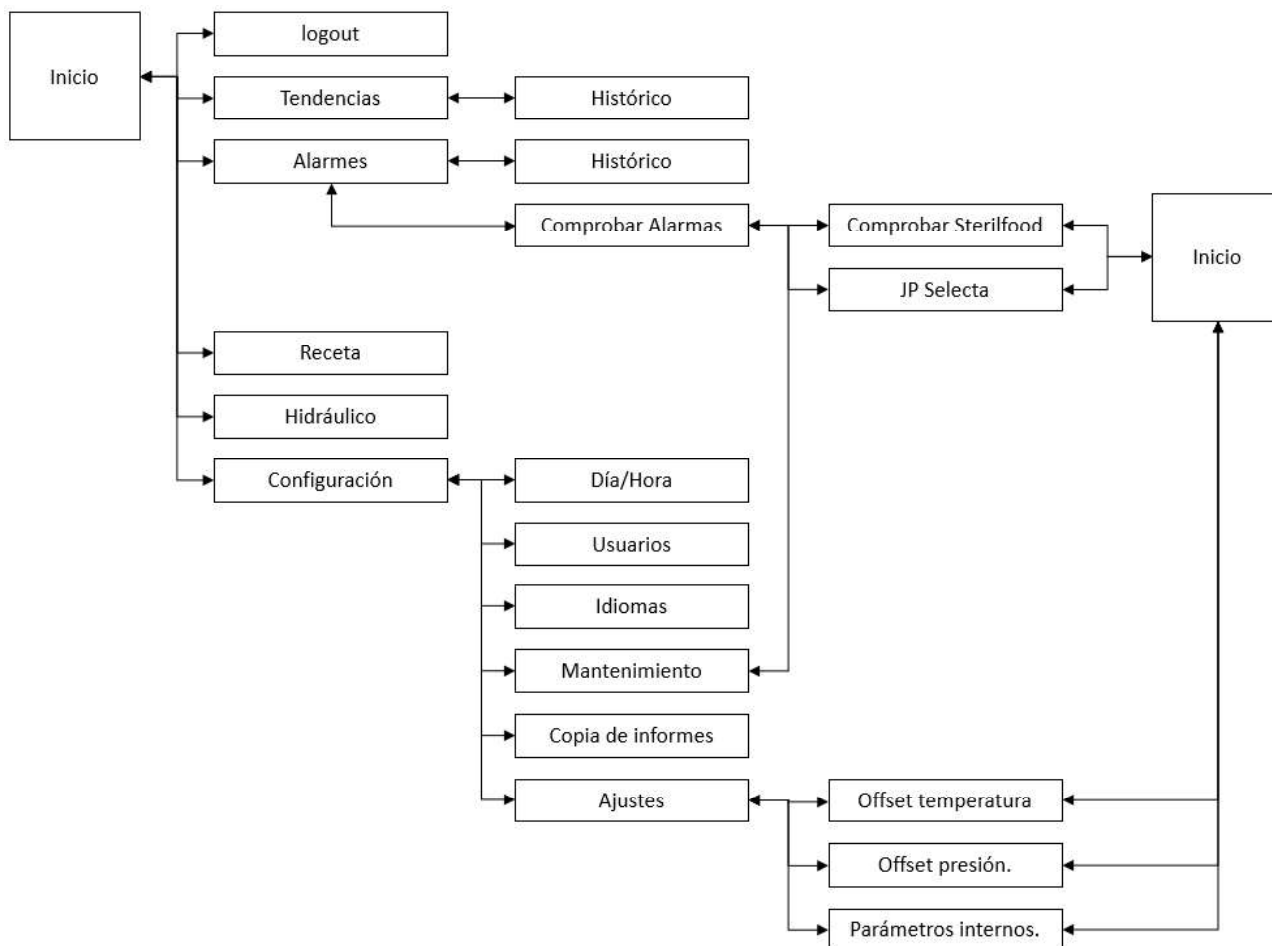 logout
Inicio
Tendencias
Histórico
Alarmes
Histórico
Comprobar Alarmas
Comprobar Sterilfood
Inicio
JP Selecta
Receta
Hidráulico
Configuración
Día/Hora
Usuarios
Idiomas
Mantenimiento
Copia de informes
Ajustes
Offset temperatura
Offset presión.
Parámetros internos.